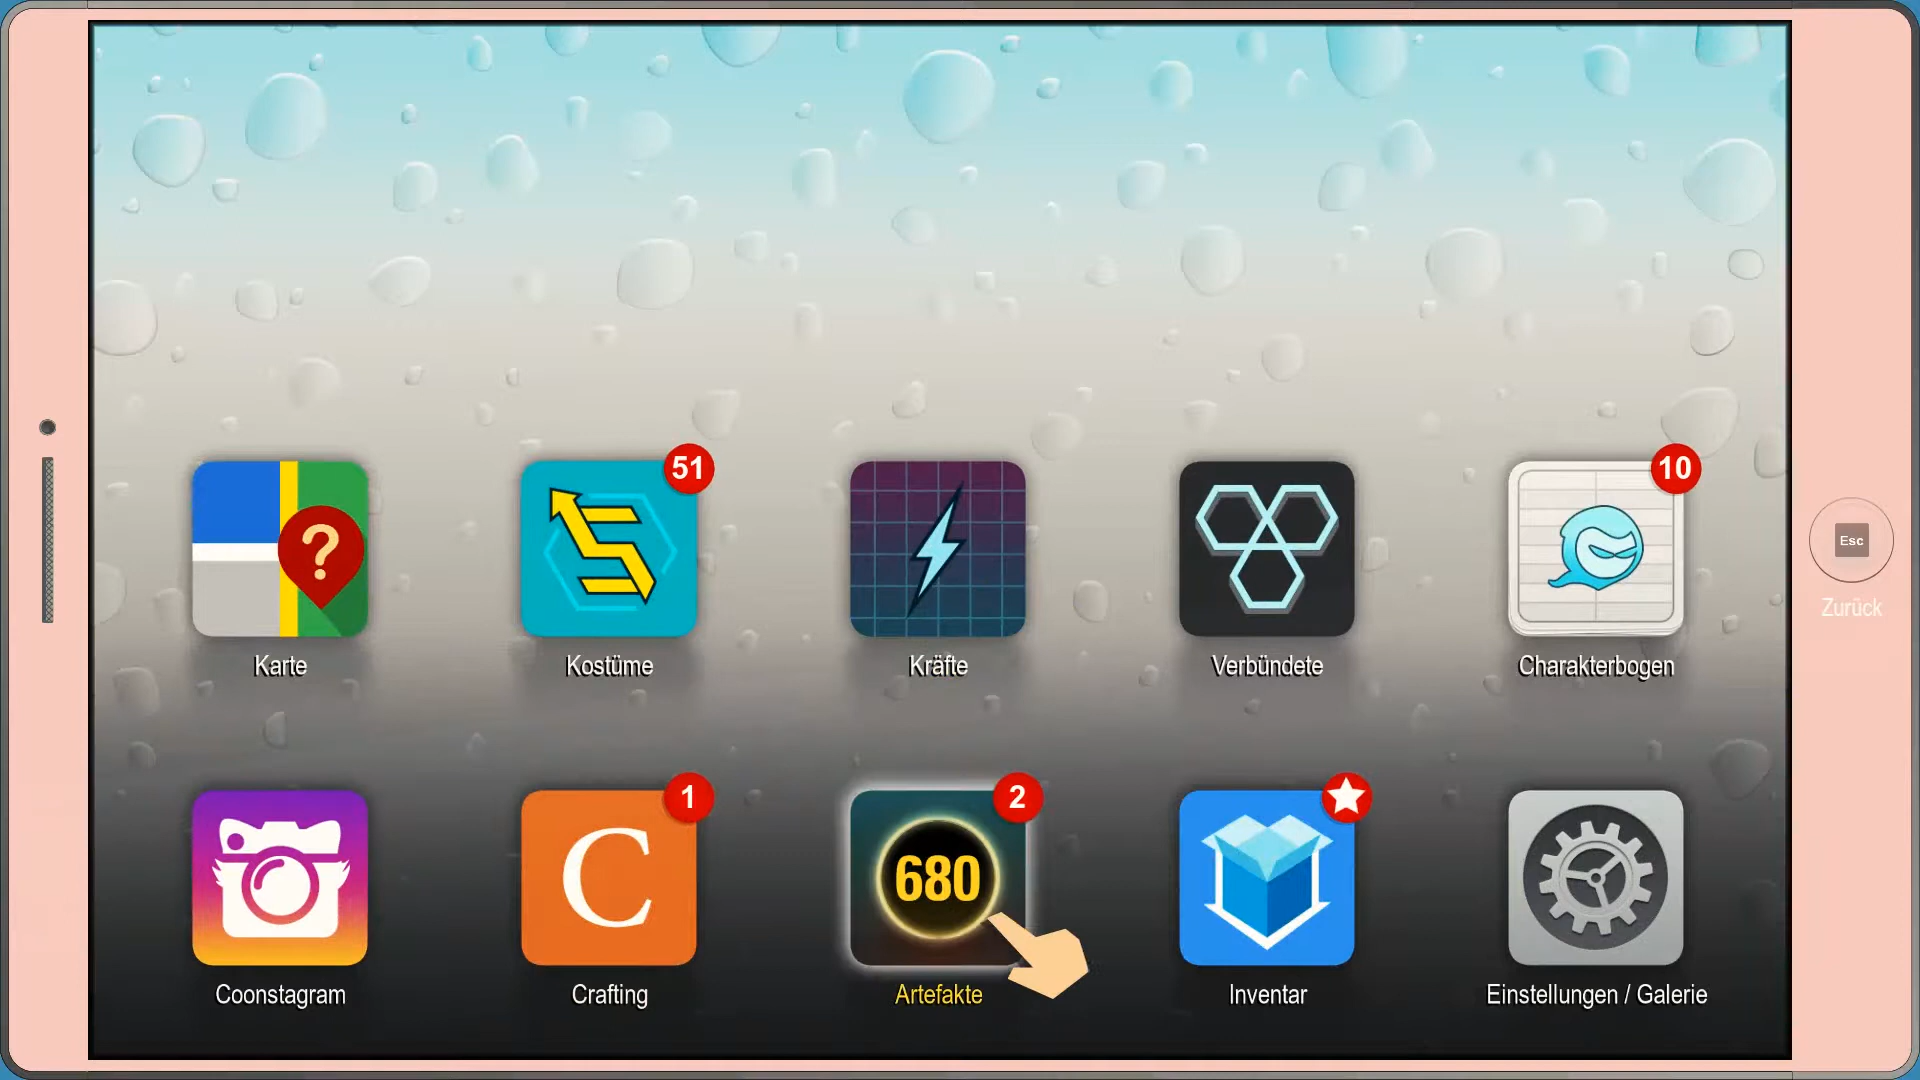 51
10
?
Esc
Zurück
Karte
Kostüme
Kräfte
Verbündete
Charakterbogen
1
2
C
680
Coonstagram
Crafting
Artefakte
Inventar
Einstellungen / Galerie